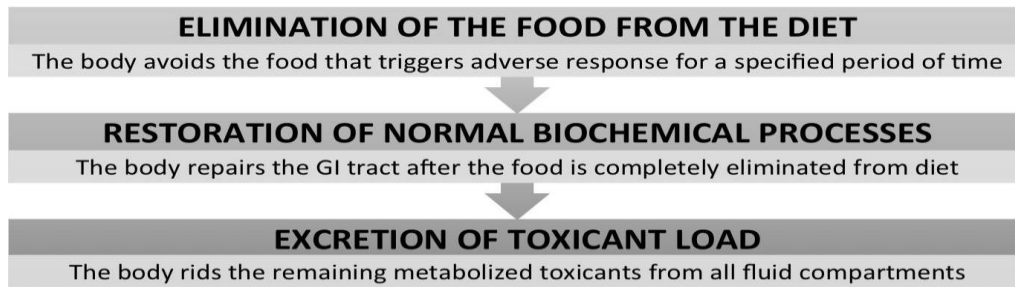 ELIMINATION OF THE FOOD FROM THE DIET
The body avoids the food that triggers adverse response for a specified period of time
RESTORATION OF NORMAL BIOCHEMICAL PROCESSES
The body repairs the GI tract after the food is completely eliminated from diet
EXCRETION OF TOXICANT LOAD
The body rids the remaining metabolized toxicants from all fluid compartments